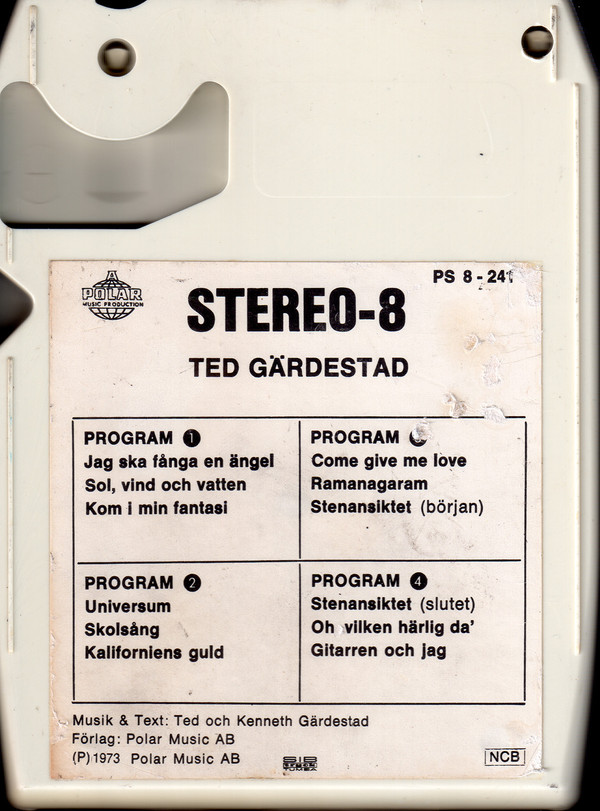 A
POLAR
MUSIC PRODUCTION
PS 8 - 241
STEREO-8
TED GÄRDESTAD
PROGRAM 1
Jag ska fånga en ängel
Sol, vind och vatten
Kom i min fantasi
PROGRAM
Come give me love
Ramanagaram
Stenansiktet (början)
PROGRAM 2
Universum
Skolsång
Kaliforniens guld
PROGRAM 4
Stenansiktet (slutet)
Oh vilken härlig da'
Gitarren och jag
Musik & Text: Ted och Kenneth Gärdestad
Förlag: Polar Music AB
(P) 1973 Polar Music AB
TUMBA
NCB